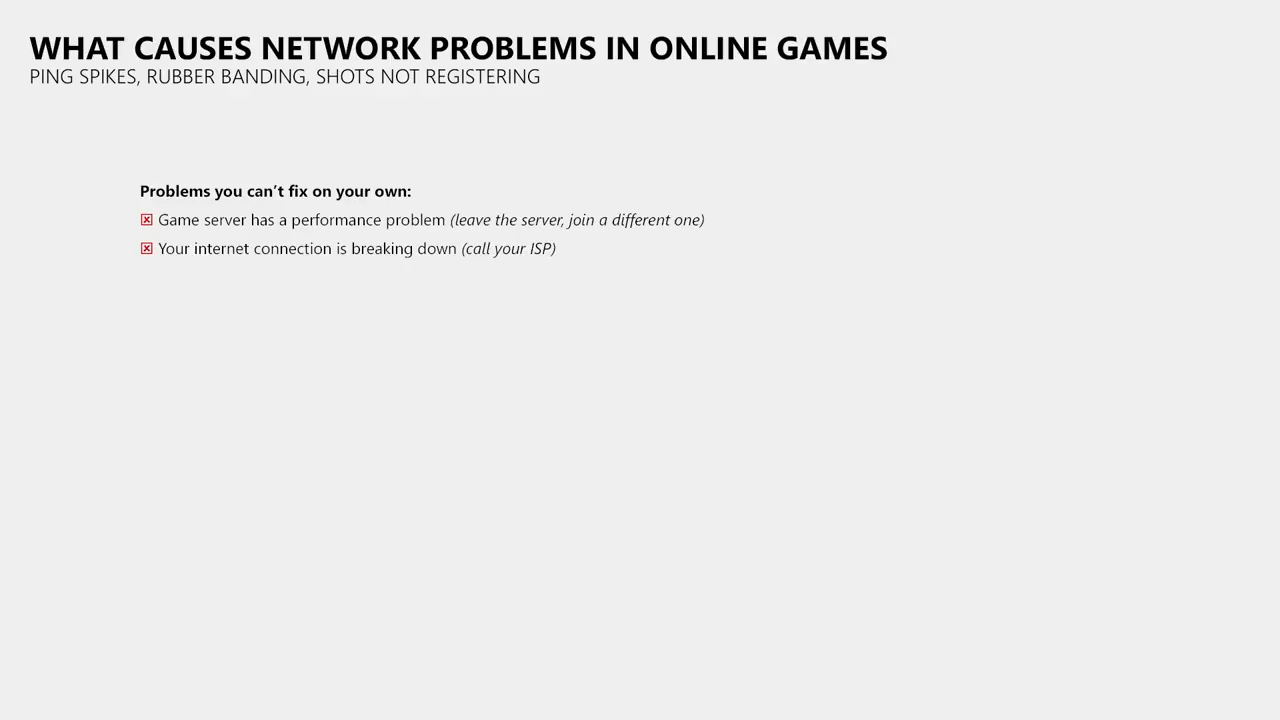 WHAT CAUSES NETWORK PROBLEMS IN ONLINE GAMES
PING SPIKES, RUBBER BANDING, SHOTS NOT REGISTERING
Problems you can’t fix on your own:
Game server has a performance problem (leave the server, join a different one)
Your internet connection is breaking down (call your ISP)